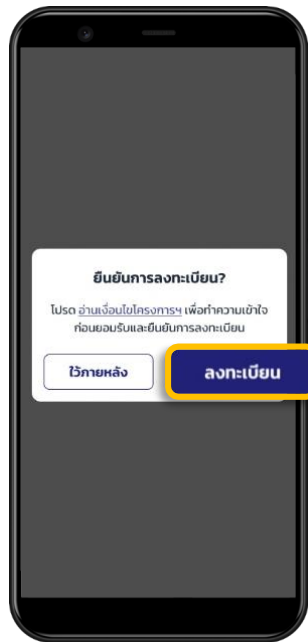 ยืนยันการลงทะเบียน?
โปรด อ่านเงื่อนไขโครงการฯ เพื่อทำความเข้าใจ
ก่อนยอมรับและยืนยันการลงทะเบียน
ไว้ภายหลัง
ลงทะเบียน